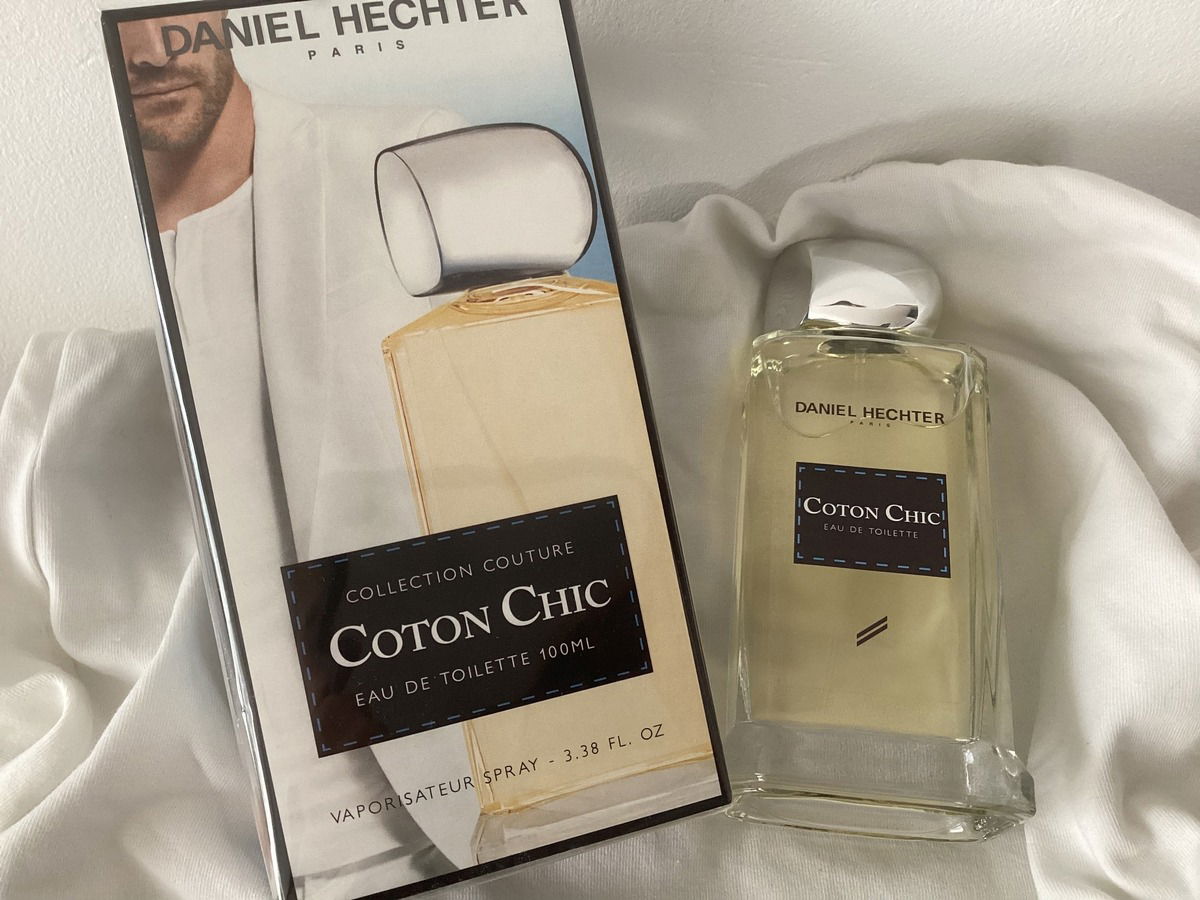 DANIEL HECHTER
PARIS
COLLECTION COUTURE
COTON CHIC
EAU DE TOILETTE 100ML
VAPORISATEUR SPRAY - 3,38 FL. OZ
DANIEL HECHTER
PARIS
COTON CHIC
EAU DE TOILETTE